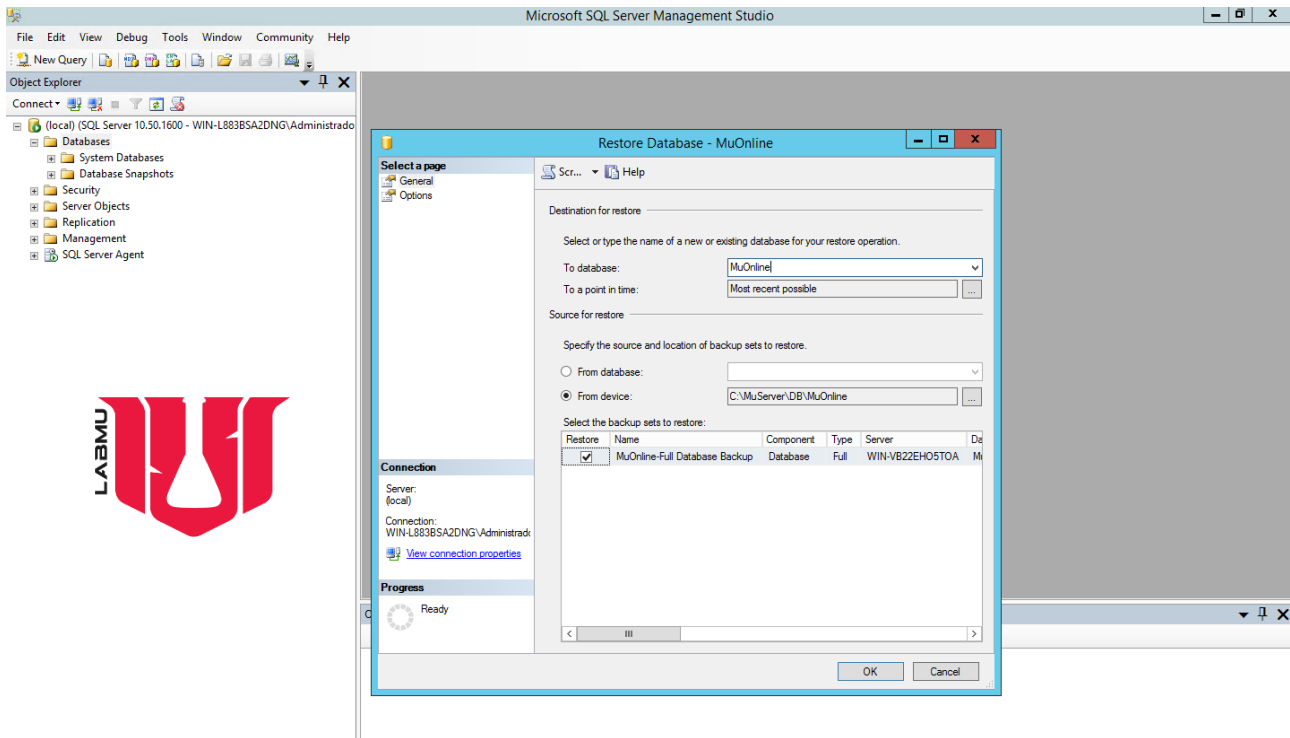 Microsoft SQL Server Management Studio
File Edit View Debug Tools Window Community Help
New Query
Object Explorer
Connect
(local) (SQL Server 10.50.1600 - WIN-L883BSA2DNG\Administrado
Databases
System Databases
Database Snapshots
Security
Server Objects
Replication
Management
SQL Server Agent
LABMU
Restore Database - MuOnline
Select a page
General
Options
Connection
Server:
(local)
Connection:
WIN-L883BSA2DNG\Administrado
View connection properties
Progress
Ready
Scr... Help
Destination for restore
Select or type the name of a new or existing database for your restore operation.
To database: MuOnline
To a point in time: Most recent possible ...
Source for restore
Specify the source and location of backup sets to restore.
From database:
From device: C:\MuServer\DB\MuOnline ...
Select the backup sets to restore:
Restore Name Component Type Server Da
MuOnline-Full Database Backup Database Full WIN-VB22EHO5TOA
OK Cancel